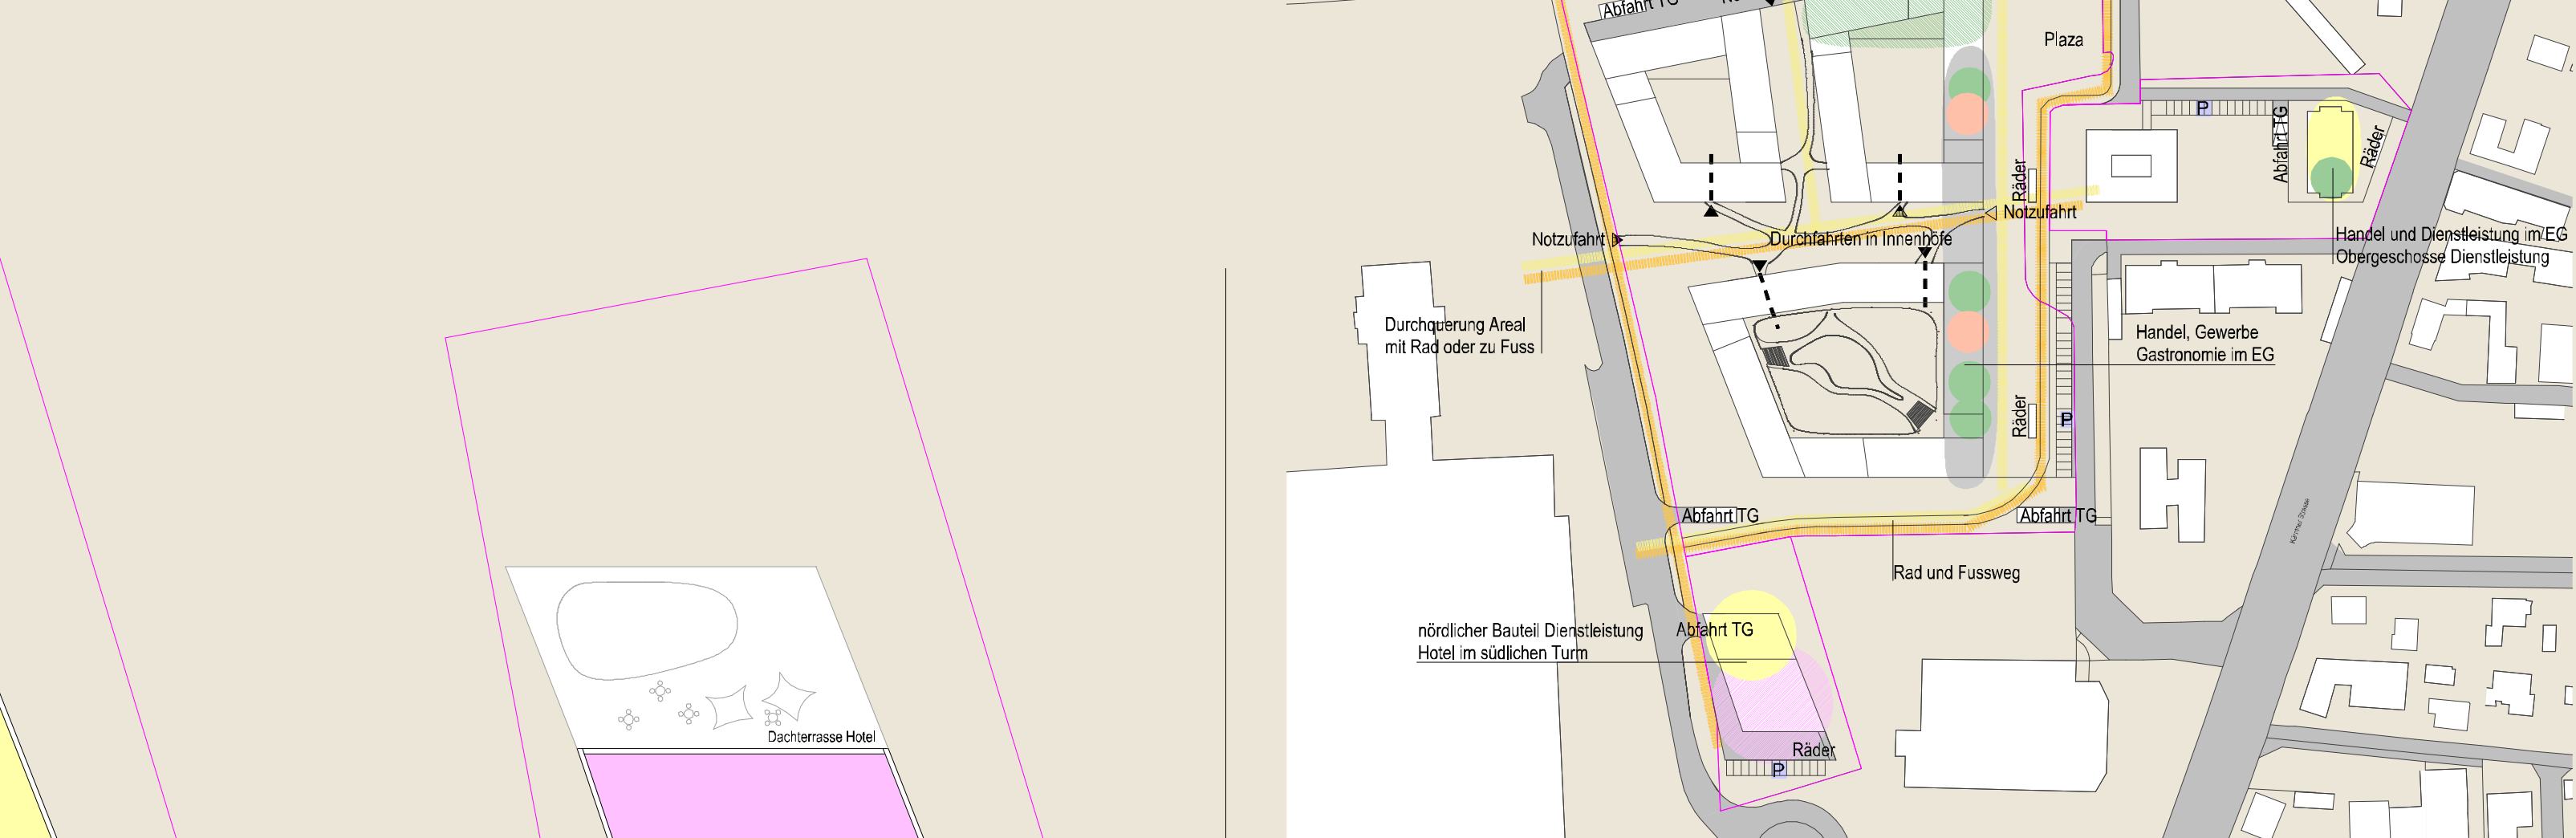 Abfahrt TG
Plaza
P
Abfahrt TG
Räder
Räder
Notzufahrt
Notzufahrt
Durchfahrten in Innenhöfe
Handel und Dienstleistung im EG
Obergeschosse Dienstleistung
Durchquerung Areal
mit Rad oder zu Fuss
Handel, Gewerbe
Gastronomie im EG
Räder
P
Abfahrt TG
Abfahrt TG
Kärntner Strasse
Rad und Fussweg
nördlicher Bauteil Dienstleistung
Hotel im südlichen Turm
Abfahrt TG
Dachterrasse Hotel
Räder
P